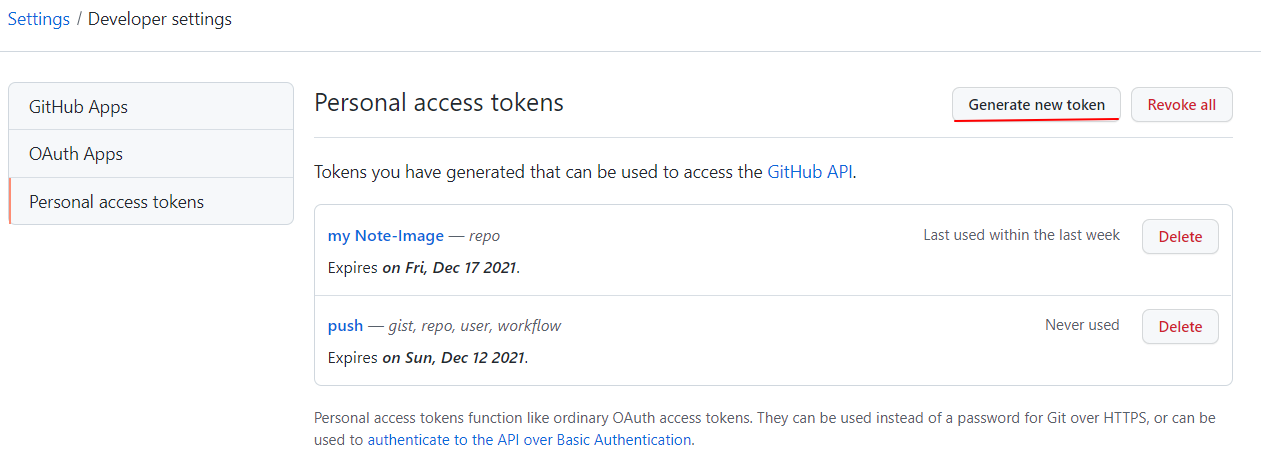 Settings / Developer settings
GitHub Apps
OAuth Apps
Personal access tokens
Personal access tokens
Generate new token
Revoke all
Tokens you have generated that can be used to access the GitHub API.
my Note-Image — repo
Last used within the last week
Delete
Expires on Fri, Dec 17 2021.
push — gist, repo, user, workflow
Never used
Delete
Expires on Sun, Dec 12 2021.
Personal access tokens function like ordinary OAuth access tokens. They can be used instead of a password for Git over HTTPS, or can be
used to authenticate to the API over Basic Authentication.